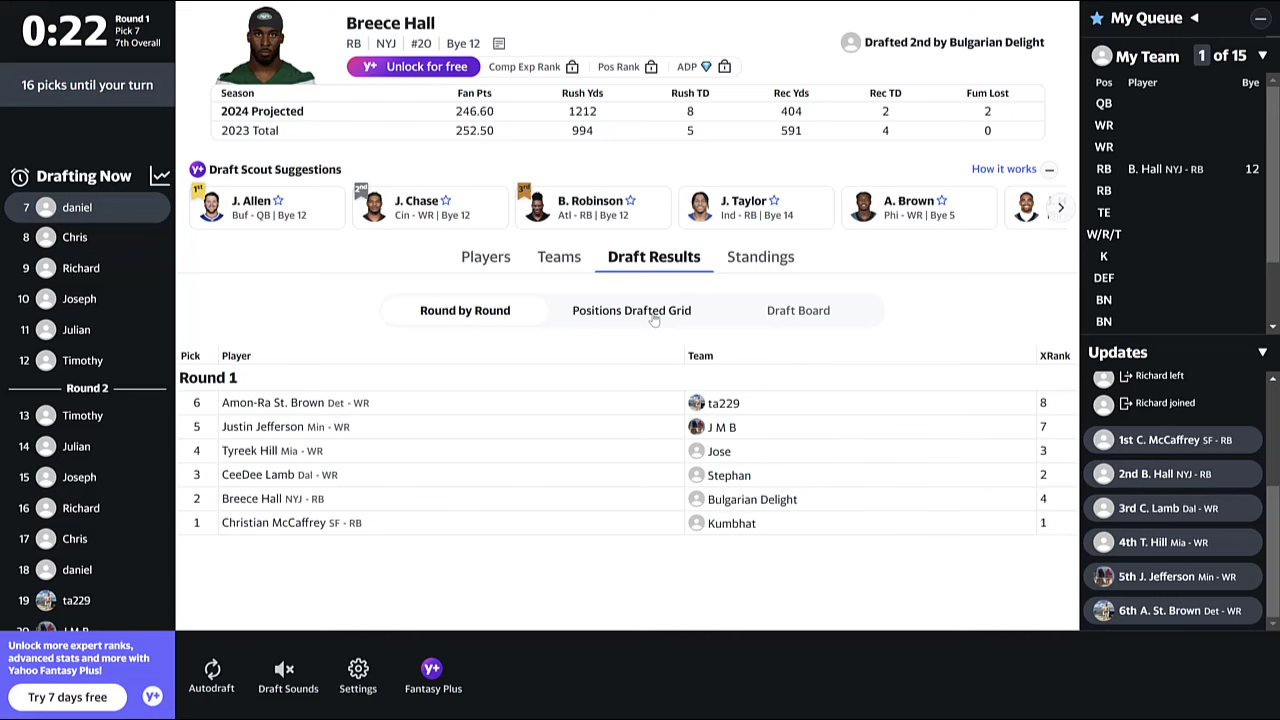 0:22
Round 1
Pick 7
7th Overall
16 picks until your turn
Drafting Now
7 daniel
8 Chris
9 Richard
10 Joseph
11 Julian
12 Timothy
Round 2
13 Timothy
14 Julian
15 Joseph
16 Richard
17 Chris
18 daniel
19 ta229
Unlock more expert ranks,
advanced stats and more with
Yahoo Fantasy Plus!
Try 7 days free
y+
Breece Hall
RB NYJ #20 Bye 12
y+ Unlock for free Comp Exp Rank Pos Rank ADP
Drafted 2nd by Bulgarian Delight
Season Fan Pts Rush Yds Rush TD Rec Yds Rec TD Fum Lost
2024 Projected 246.60 1212 8 404 2 2
2023 Total 252.50 994 5 591 4 0
y+ Draft Scout Suggestions
How it works
1st J. Allen
Buf - QB | Bye 12
2nd J. Chase
Cin - WR | Bye 12
3rd B. Robinson
Atl - RB | Bye 12
J. Taylor
Ind - RB | Bye 14
A. Brown
Phi - WR | Bye 5
Players Teams Draft Results Standings
Round by Round Positions Drafted Grid Draft Board
Pick Player Team XRank
Round 1
6 Amon-Ra St. Brown Det - WR ta229 8
5 Justin Jefferson Min - WR J M B 7
4 Tyreek Hill Mia - WR Jose 3
3 CeeDee Lamb Dal - WR Stephan 2
2 Breece Hall NYJ - RB Bulgarian Delight 4
1 Christian McCaffrey SF - RB Kumbhat 1
Autodraft
Draft Sounds
Settings
y+
Fantasy Plus
My Queue
My Team 1 of 15
Pos Player Bye
QB
WR
WR
RB B. Hall NYJ - RB 12
RB
TE
W/R/T
K
DEF
BN
BN
Updates
Richard left
Richard joined
1st C. McCaffrey SF - RB
2nd B. Hall NYJ - RB
3rd C. Lamb Dal - WR
4th T. Hill Mia - WR
5th J. Jefferson Min - WR
6th A. St. Brown Det - WR